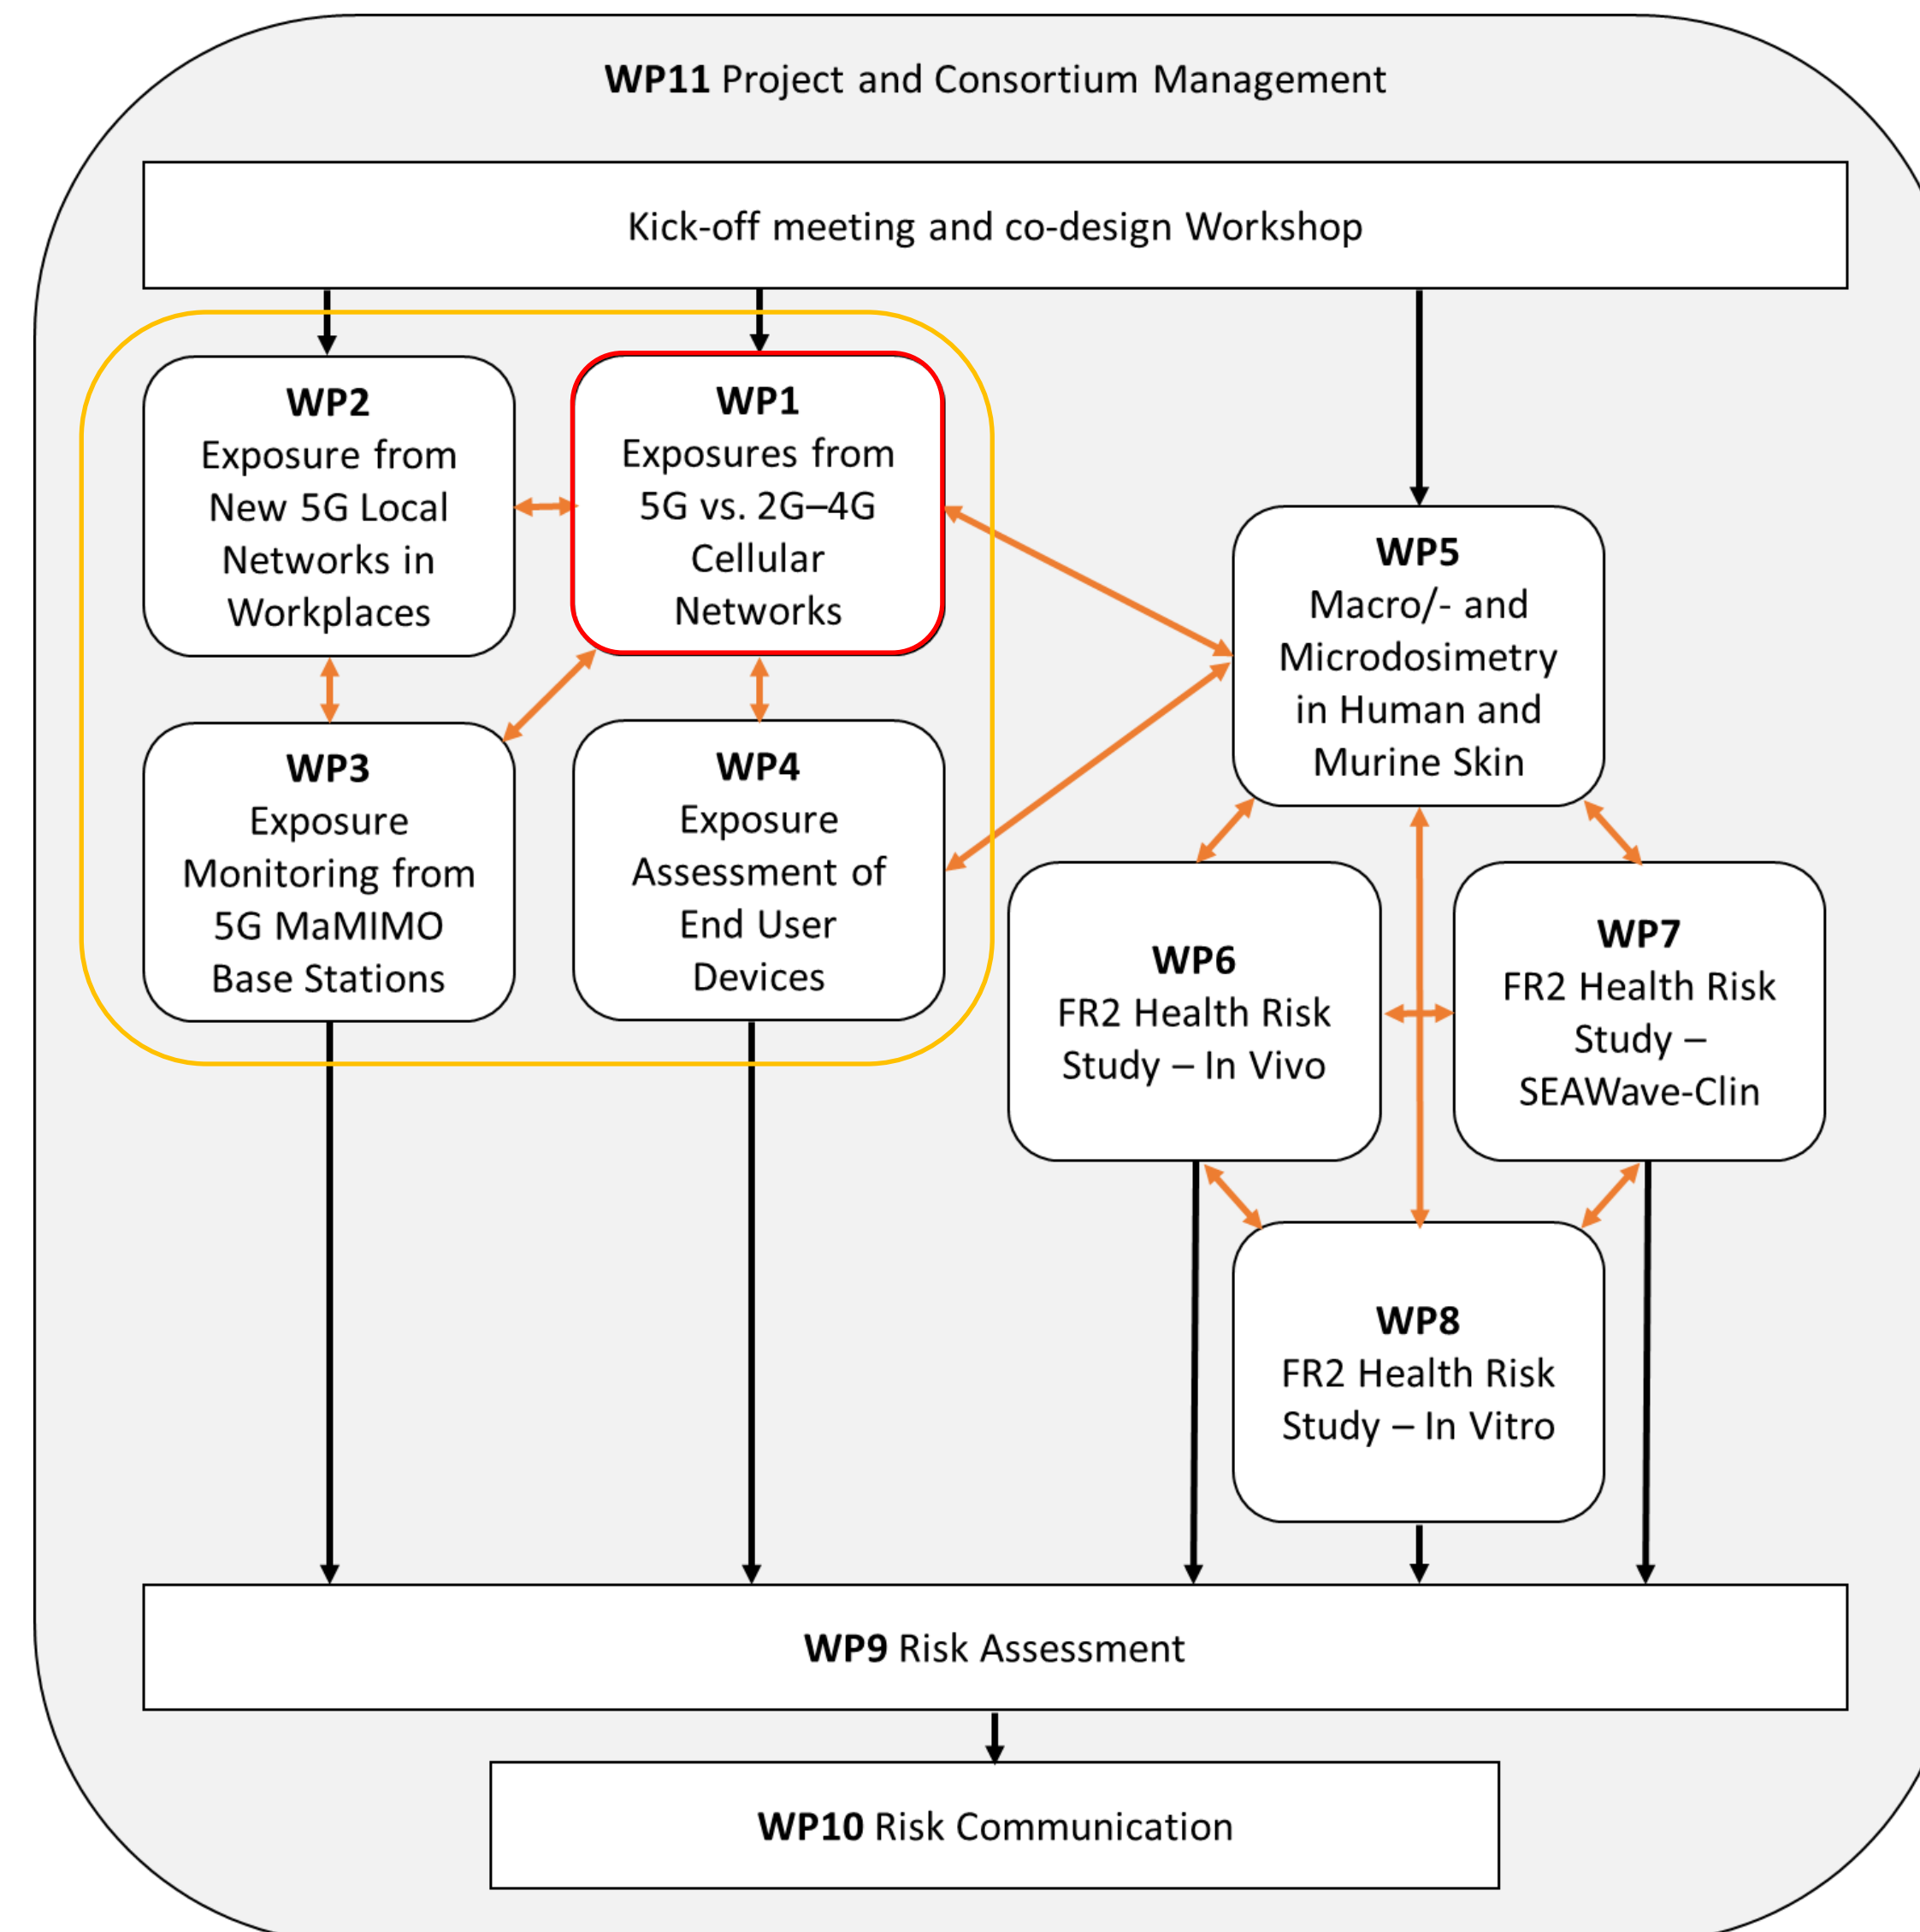 WP11 Project and Consortium Management
Kick-off meeting and co-design Workshop
WP2
Exposure from
New 5G Local
Networks in
Workplaces
WP1
Exposures from
5G vs. 2G–4G
Cellular
Networks
WP5
Macro/- and
Microdosimetry
in Human and
Murine Skin
WP3
Exposure
Monitoring from
5G MaMIMO
Base Stations
WP4
Exposure
Assessment of
End User
Devices
WP6
FR2 Health Risk
Study – In Vivo
WP7
FR2 Health Risk
Study –
SEAWave-Clin
WP8
FR2 Health Risk
Study – In Vitro
WP9 Risk Assessment
WP10 Risk Communication